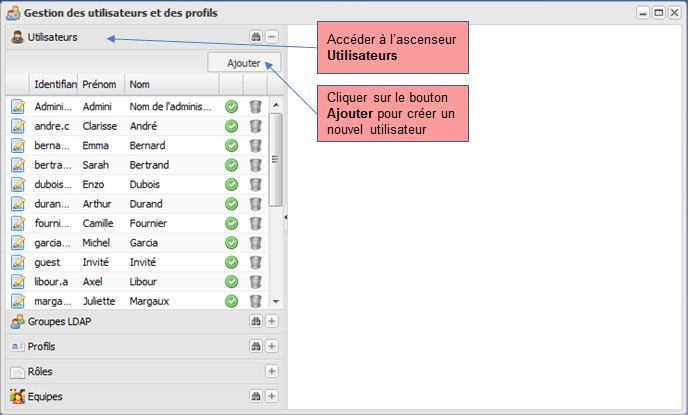 Gestion des utilisateurs et des profils
Utilisateurs
Accéder à l'ascenseur
Utilisateurs
Ajouter
Cliquer sur le bouton
Ajouter pour créer un
nouvel utilisateur
Identifian Prénom Nom
Admini... Admini Nom de l'adminis...
andre.c Clarisse André
berna... Emma Bernard
bertra... Sarah Bertrand
dubois... Enzo Dubois
duran... Arthur Durand
fourni... Camille Fournier
garcia... Michel Garcia
guest Invité Invité
libour.a Axel Libour
marga... Juliette Margaux
Groupes LDAP
Profils
Rôles
Equipes